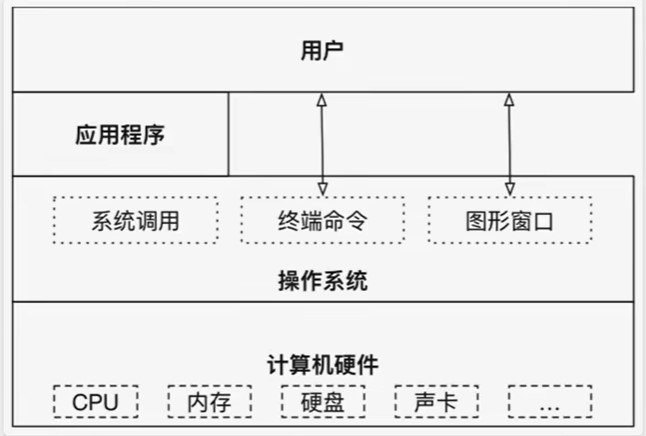 用户
应用程序
系统调用 终端命令 图形窗口
操作系统
计算机硬件
CPU 内存 硬盘 声卡 ...